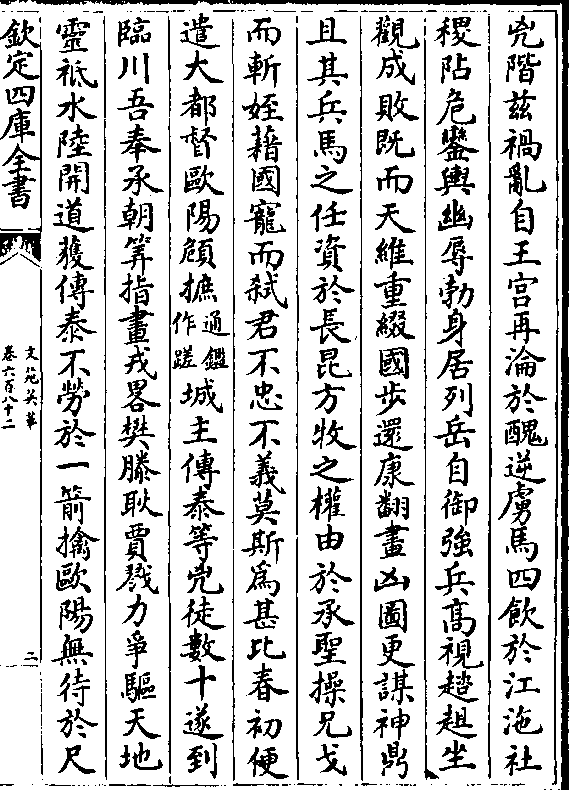 兇階兹禍亂自王宫再淪於醜逆虜馬四飲於江沲社
稷阽危鑾輿幽辱勃身居列岳自御強兵髙視趑趄坐
觀成敗既而天維重綴國步還康翻畫凶圖更謀神鼎
且其兵馬之任資於長昆方牧之權由於承聖操兄戈
而斬姪藉國寵而弑君不忠不義莫斯為甚比春初便
遣大都督歐陽頠摭通鑑作蹉城主傅泰等兇徒數十遂到
臨川吾奉承朝筭指畫戎畧樊滕耿賈戮力爭驅天地
靈祗水陸開道獲傅泰不勞於一箭擒歐陽無待於尺
欽定四庫全書
文苑英華
卷六百八十二
二